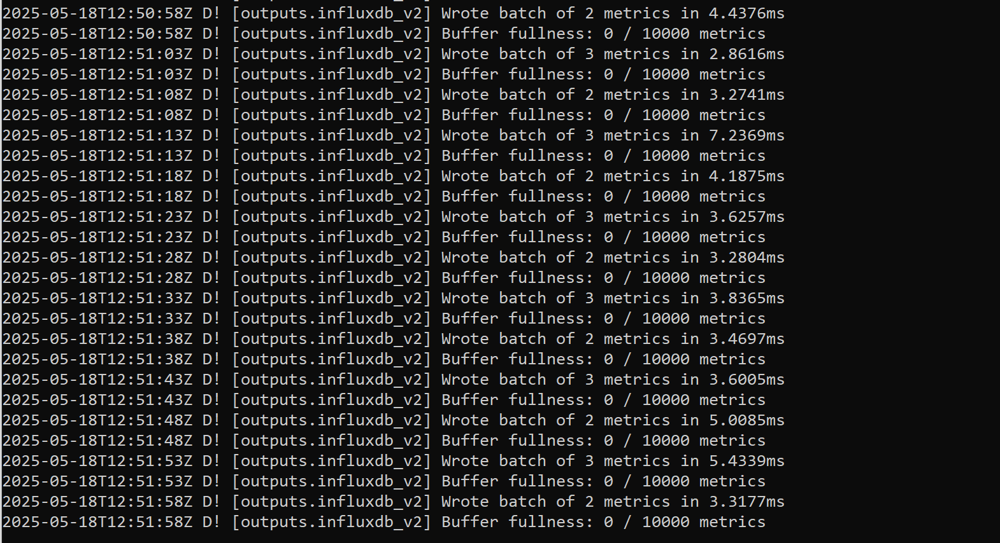 2025-05-18T12:50:58Z D! [outputs.influxdb_v2] Wrote batch of 2 metrics in 4.4376ms
2025-05-18T12:50:58Z D! [outputs.influxdb_v2] Buffer fullness: 0 / 10000 metrics
2025-05-18T12:51:03Z D! [outputs.influxdb_v2] Wrote batch of 3 metrics in 2.8616ms
2025-05-18T12:51:03Z D! [outputs.influxdb_v2] Buffer fullness: 0 / 10000 metrics
2025-05-18T12:51:08Z D! [outputs.influxdb_v2] Wrote batch of 2 metrics in 3.2741ms
2025-05-18T12:51:08Z D! [outputs.influxdb_v2] Buffer fullness: 0 / 10000 metrics
2025-05-18T12:51:13Z D! [outputs.influxdb_v2] Wrote batch of 3 metrics in 7.2369ms
2025-05-18T12:51:13Z D! [outputs.influxdb_v2] Buffer fullness: 0 / 10000 metrics
2025-05-18T12:51:18Z D! [outputs.influxdb_v2] Wrote batch of 2 metrics in 4.1875ms
2025-05-18T12:51:18Z D! [outputs.influxdb_v2] Buffer fullness: 0 / 10000 metrics
2025-05-18T12:51:23Z D! [outputs.influxdb_v2] Wrote batch of 3 metrics in 3.6257ms
2025-05-18T12:51:23Z D! [outputs.influxdb_v2] Buffer fullness: 0 / 10000 metrics
2025-05-18T12:51:28Z D! [outputs.influxdb_v2] Wrote batch of 2 metrics in 3.2804ms
2025-05-18T12:51:28Z D! [outputs.influxdb_v2] Buffer fullness: 0 / 10000 metrics
2025-05-18T12:51:33Z D! [outputs.influxdb_v2] Wrote batch of 3 metrics in 3.8365ms
2025-05-18T12:51:33Z D! [outputs.influxdb_v2] Buffer fullness: 0 / 10000 metrics
2025-05-18T12:51:38Z D! [outputs.influxdb_v2] Wrote batch of 2 metrics in 3.4697ms
2025-05-18T12:51:38Z D! [outputs.influxdb_v2] Buffer fullness: 0 / 10000 metrics
2025-05-18T12:51:43Z D! [outputs.influxdb_v2] Wrote batch of 3 metrics in 3.6005ms
2025-05-18T12:51:43Z D! [outputs.influxdb_v2] Buffer fullness: 0 / 10000 metrics
2025-05-18T12:51:48Z D! [outputs.influxdb_v2] Wrote batch of 2 metrics in 5.0085ms
2025-05-18T12:51:48Z D! [outputs.influxdb_v2] Buffer fullness: 0 / 10000 metrics
2025-05-18T12:51:53Z D! [outputs.influxdb_v2] Wrote batch of 3 metrics in 5.4339ms
2025-05-18T12:51:53Z D! [outputs.influxdb_v2] Buffer fullness: 0 / 10000 metrics
2025-05-18T12:51:58Z D! [outputs.influxdb_v2] Wrote batch of 2 metrics in 3.3177ms
2025-05-18T12:51:58Z D! [outputs.influxdb_v2] Buffer fullness: 0 / 10000 metrics